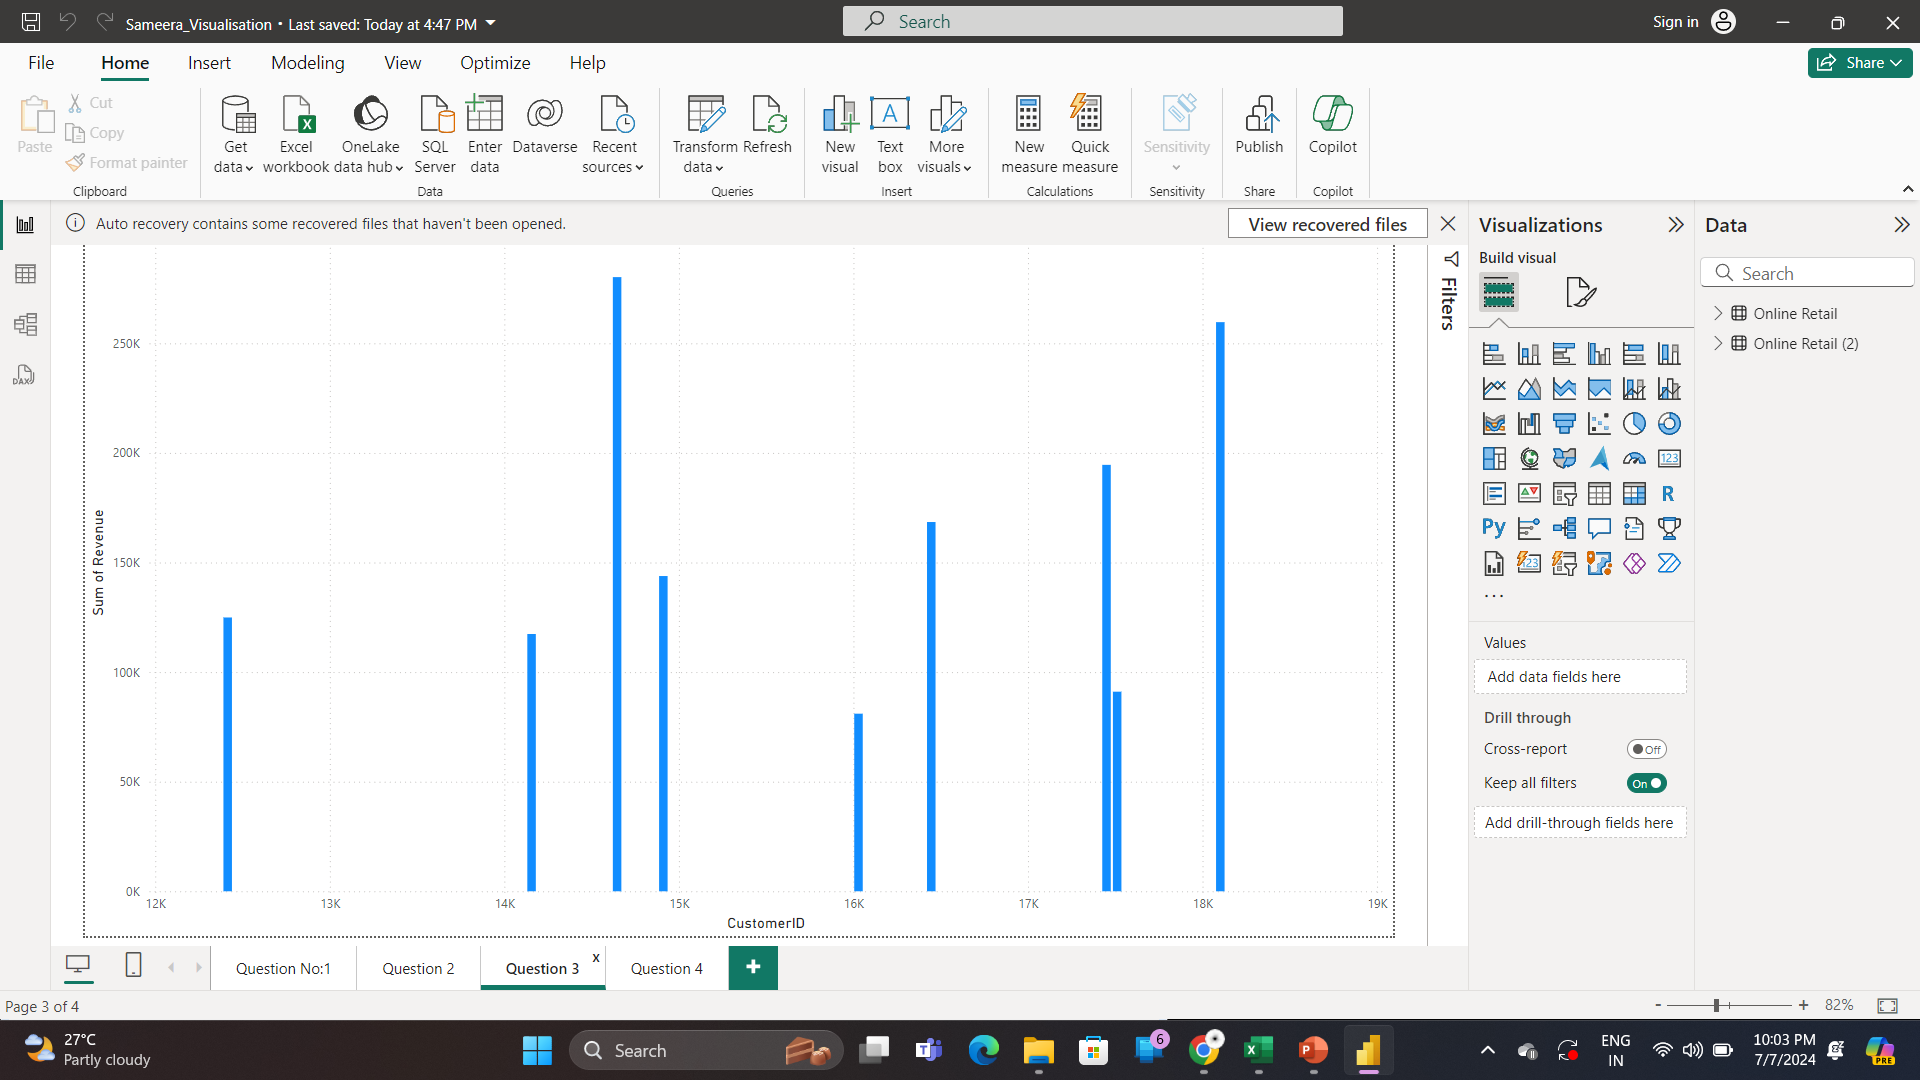 Sameera_Visualisation • Last saved: Today at 4:47 PM
Search
Sign in
File Home Insert Modeling View Optimize Help
Share
Paste
Cut
Copy
Format painter
Clipboard
Get data
Excel workbook
OneLake data hub
SQL Server
Enter data
Dataverse
Recent sources
Data
Transform data
Refresh
Queries
New visual
Text box
More visuals
Insert
New measure
Quick measure
Calculations
Sensitivity
Sensitivity
Publish
Share
Copilot
Copilot
Auto recovery contains some recovered files that haven't been opened.
View recovered files
DAX
250K
200K
150K
100K
50K
0K
Sum of Revenue
12K 13K 14K 15K 16K 17K 18K 19K
CustomerID
Filters
Visualizations
Build visual
123
R
Py
123
...
Values
Add data fields here
Drill through
Cross-report Off
Keep all filters On
Add drill-through fields here
Data
Search
Online Retail
Online Retail (2)
Question No:1
Question 2
Question 3 x
Question 4
+
Page 3 of 4
- + 82%
27°C
Partly cloudy
Search
6
ENG
IN
10:03 PM
7/7/2024
PRE